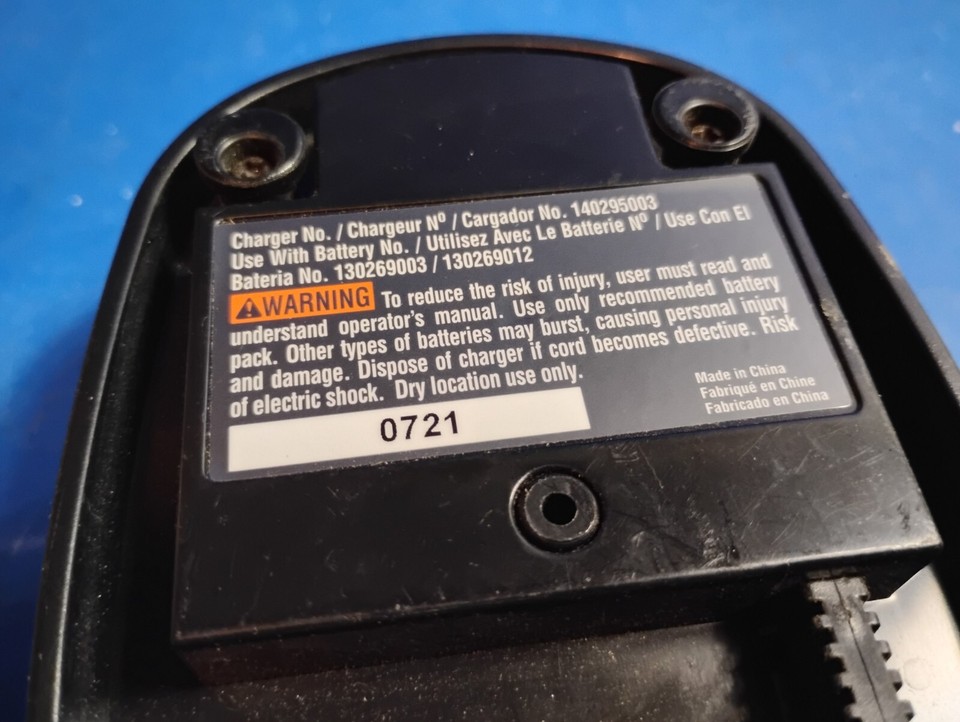 Charger No. / Chargeur Nº / Cargador No. 140295003
Use With Battery No. / Utilisez Avec Le Batterie Nº / Use Con El
Bateria No. 130269003 / 130269012
WARNING To reduce the risk of injury, user must read and
understand operator's manual. Use only recommended battery
pack. Other types of batteries may burst, causing personal injury
and damage. Dispose of charger if cord becomes defective. Risk
of electric shock. Dry location use only.
Made in China
Fabriqué en Chine
Fabricado en China
0721